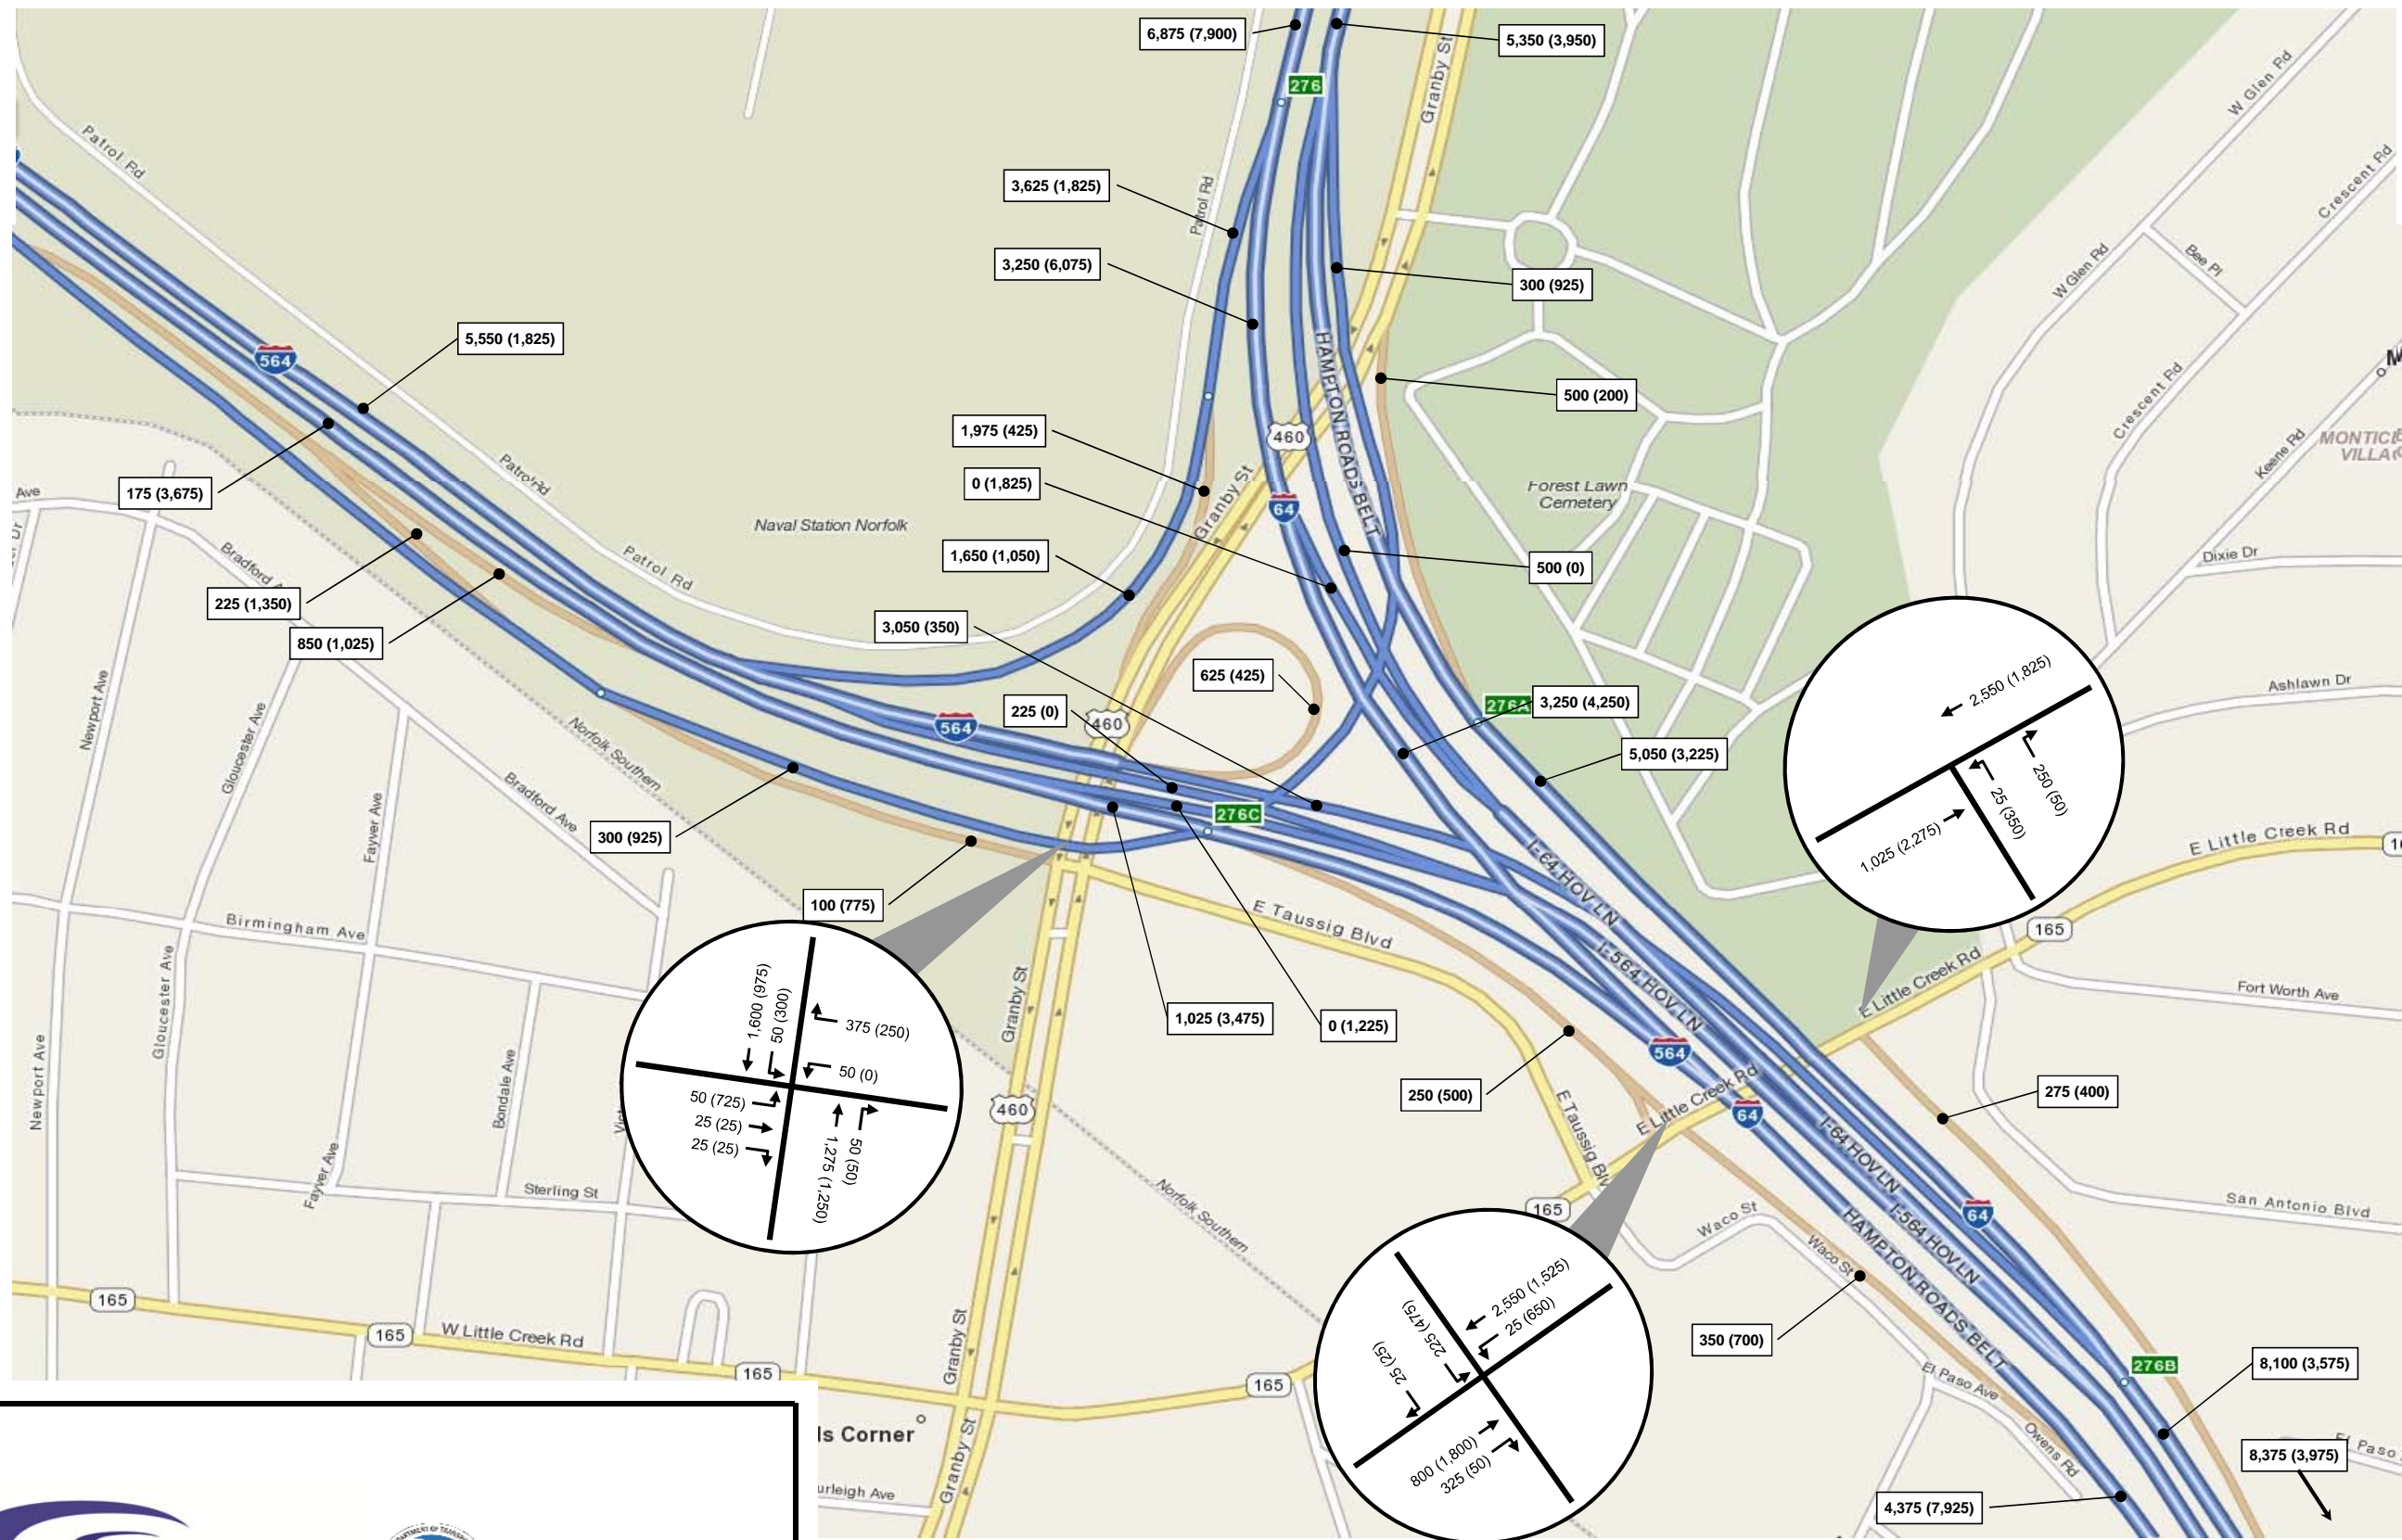 6,875 (7,900)
5,350 (3,950)
276
Granby St
W Glen Rd
Patrol Rd
Crescent Rd
3,625 (1,825)
Patrol Rd
3,250 (6,075)
W Glen Rd
Bee Pl
300 (925)
5,550 (1,825)
564
HAMPTON ROADS BELT
500 (200)
Crescent Rd
1,975 (425)
460
Keene Rd
175 (3,675)
Patrol Rd
0 (1,825)
Granby St
64
Forest Lawn
Cemetery
Ave
Naval Station Norfolk
1,650 (1,050)
500 (0)
Dixie Dr
Patrol Rd
225 (1,350)
Bradford
850 (1,025)
3,050 (350)
625 (425)
225 (0)
460
276A
3,250 (4,250)
Ashlawn Dr
Newport Ave
Gloucester Ave
Norfolk Southern
564
5,050 (3,225)
2,550 (1,825)
250 (50)
25 (350)
1,025 (2,275)
Bradford Ave
Fayver Ave
300 (925)
276C
E Little Creek Rd
I-64 HOV LN
100 (775)
E Taussig Blvd
165
Birmingham Ave
E Little Creek Rd
I-564 HOV LN
Gloucester Ave
Granby St
Fort Worth Ave
1,600 (975)
50 (300)
375 (250)
50 (0)
50 (725)
25 (25)
25 (25)
1,275 (1,250)
50 (50)
1,025 (3,475)
0 (1,225)
564
Newport Ave
Bondale Ave
250 (500)
E Little Creek Rd
64
275 (400)
460
E Taussig Blv
I-64 HOV LN
Fayver Ave
Sterling St
Norfolk Southern
165
Waco St
64
San Antonio Blvd
I-564 HOV LN
HAMPTON ROADS BELT
Waco St
165
165
W Little Creek Rd
Granby St
2,550 (1,525)
25 (650)
225 (475)
25 (25)
800 (1,800)
325 (50)
350 (700)
165
165
El Paso Ave
276B
8,100 (3,575)
ls Corner
Granby St
Owens Rd
El Paso
8,375 (3,975)
urleigh Ave
4,375 (7,925)